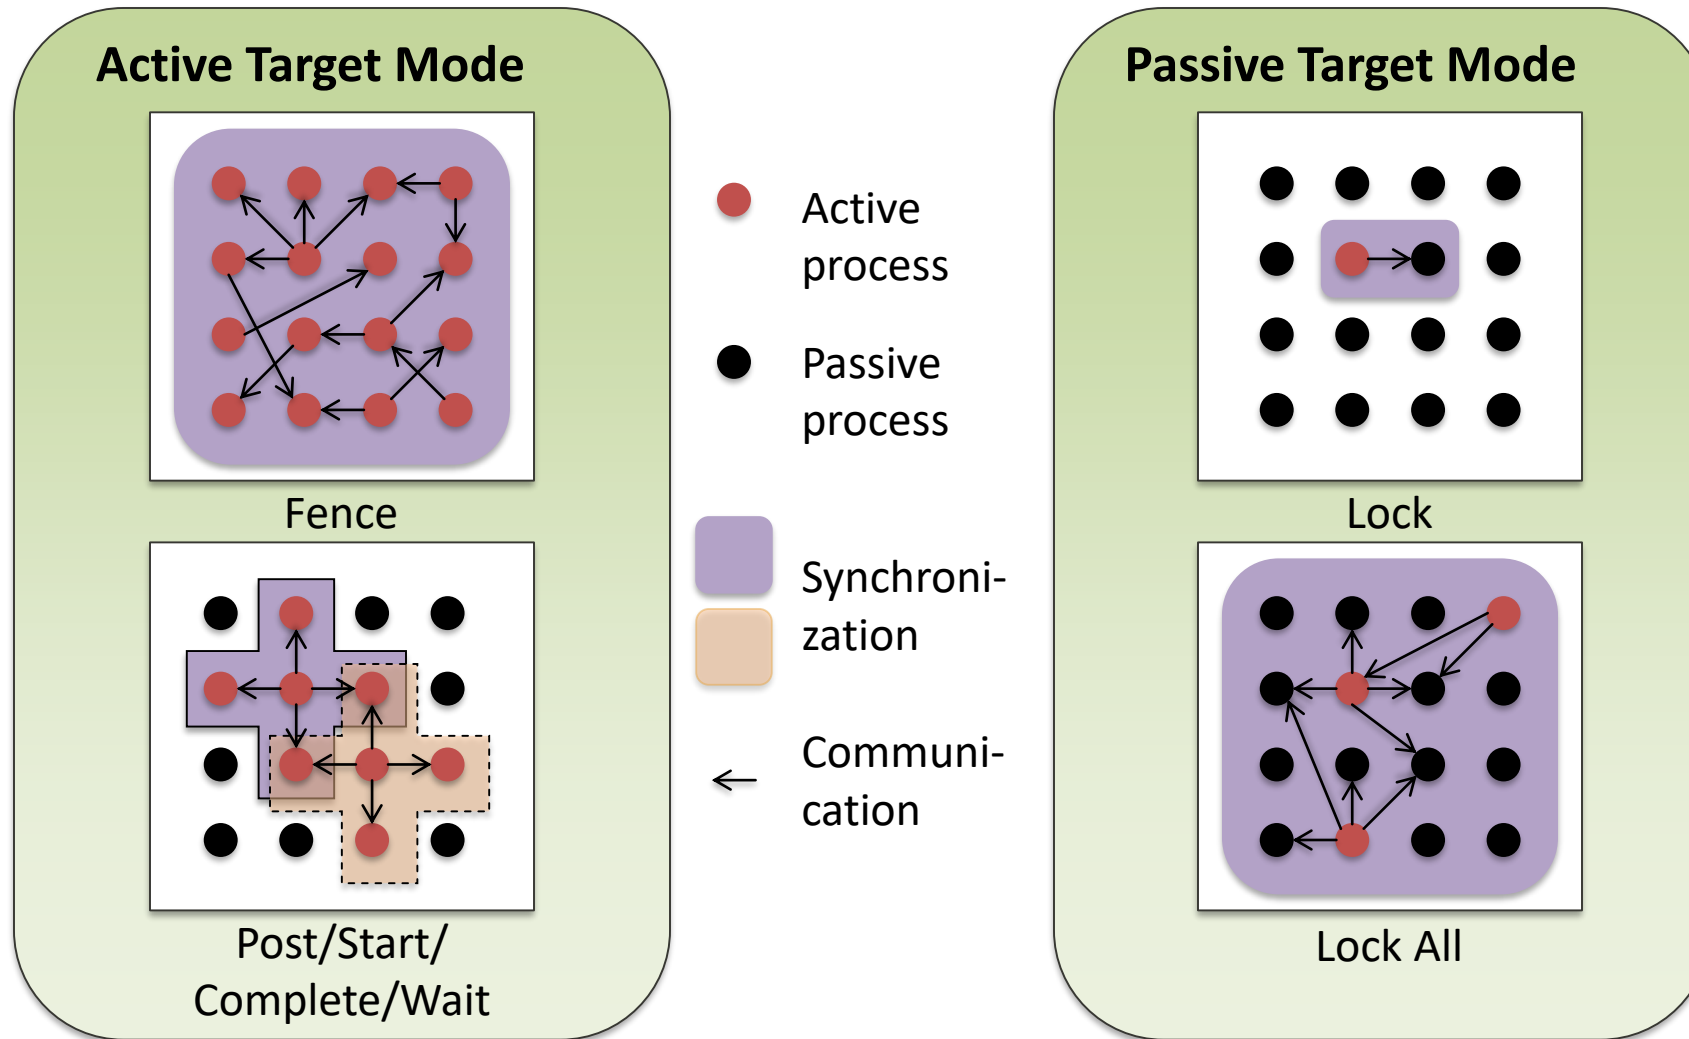 Active Target Mode
Fence
Post/Start/
Complete/Wait
Active
process
Passive
process
Synchroni-
zation
Communi-
cation
Passive Target Mode
Lock
Lock All